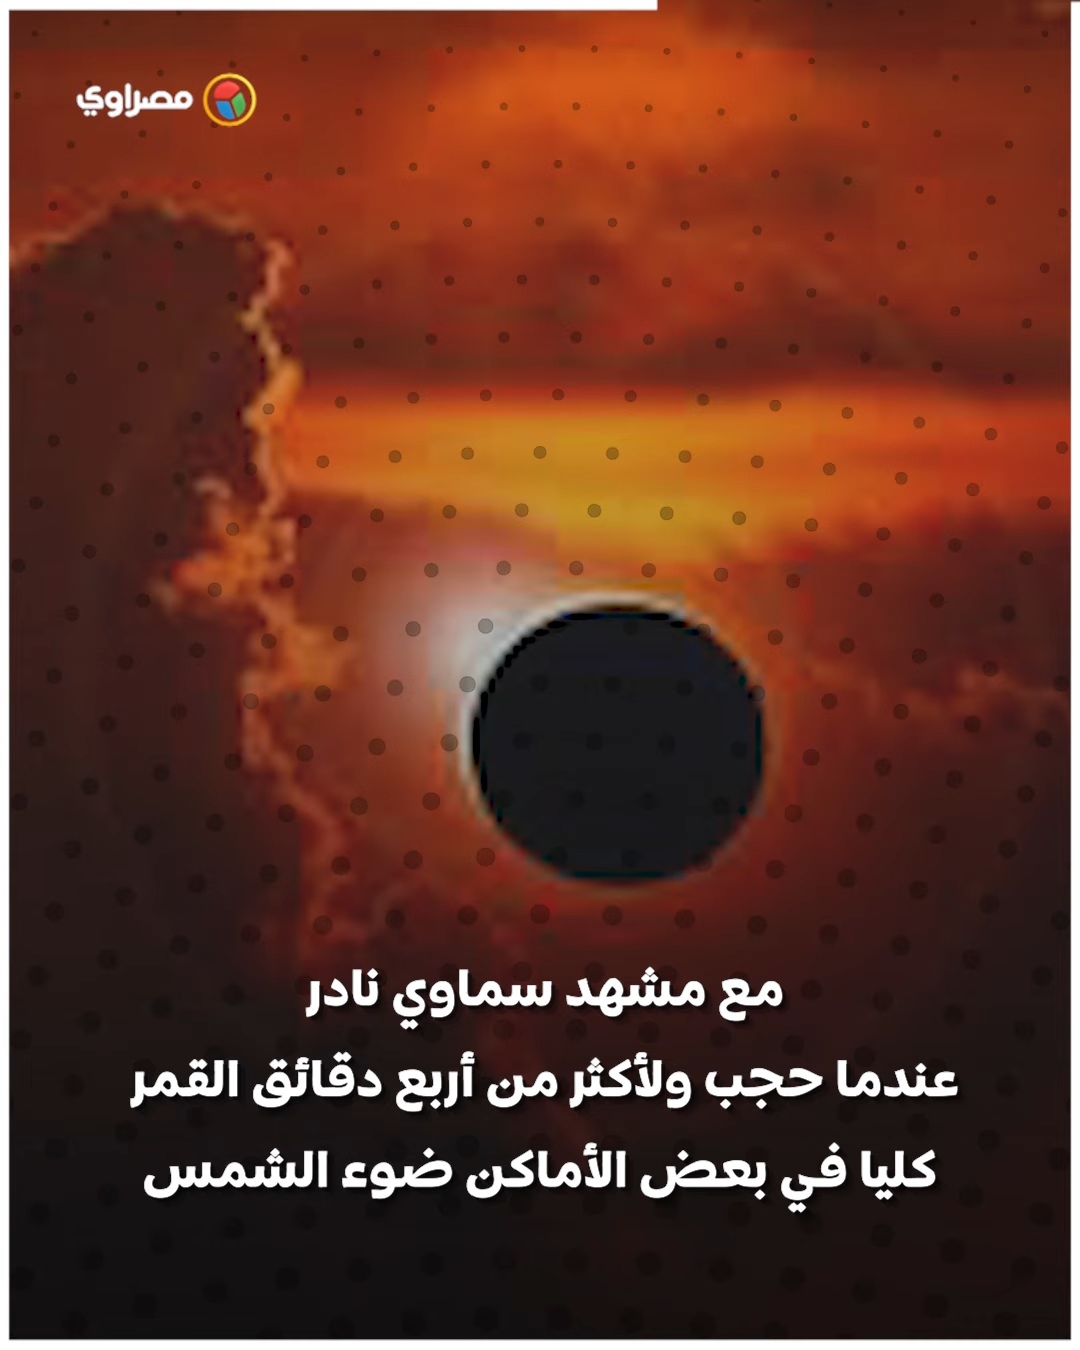 مصراوي
مع مشهد سماوي نادر
عندما حجب ولأكثر من أربع دقائق القمر
كليا في بعض الأماكن ضوء الشمس